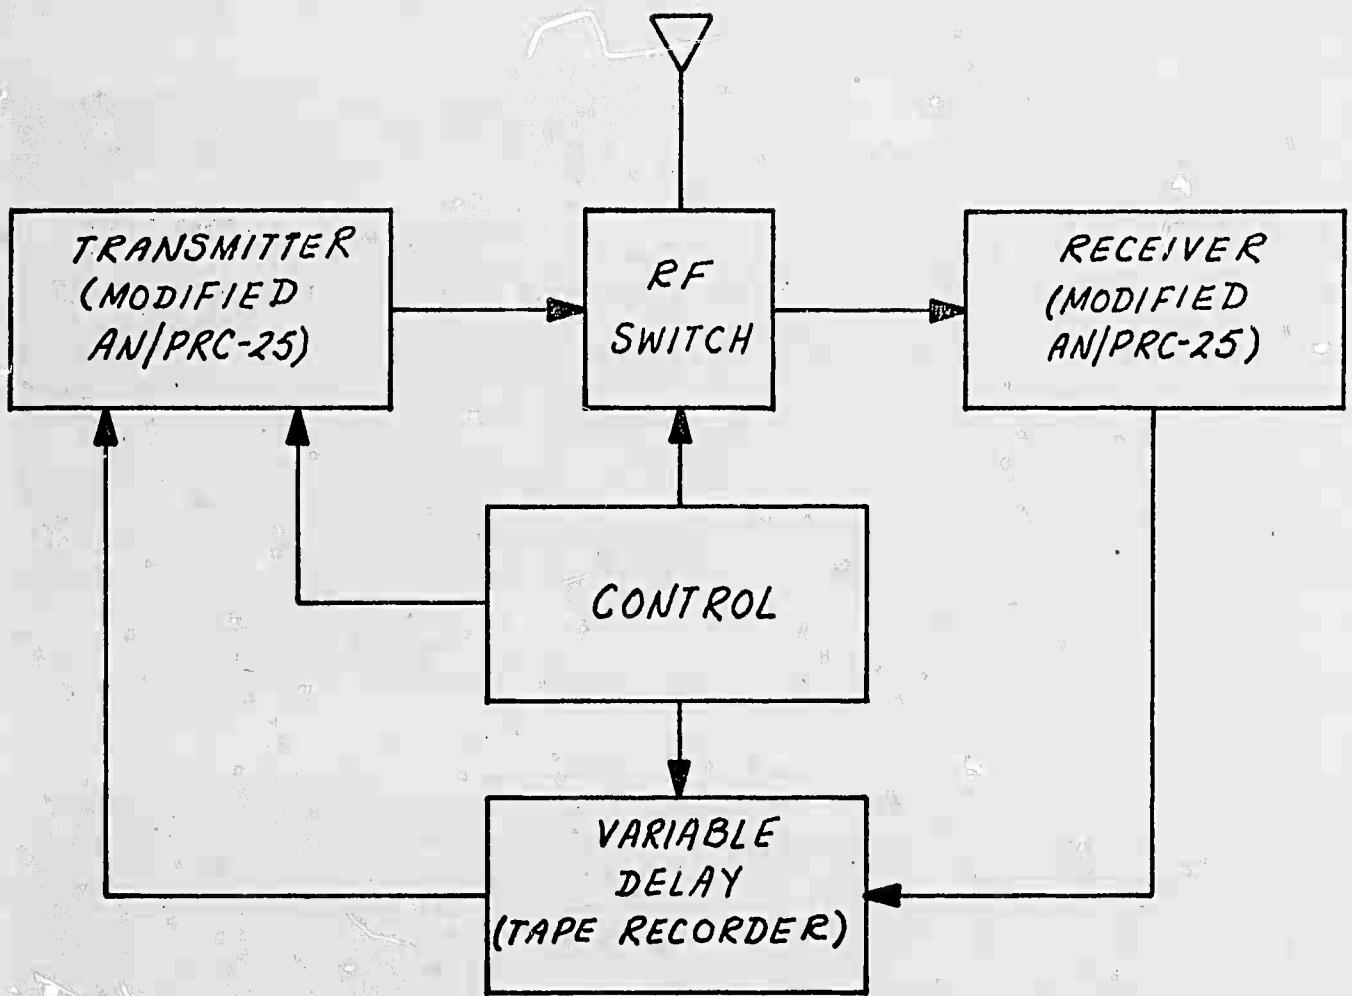 TRANSMITTER
(MODIFIED
AN/PRC-25)
RF
SWITCH
RECEIVER
(MODIFIED
AN/PRC-25)
CONTROL
VARIABLE
DELAY
(TAPE RECORDER)